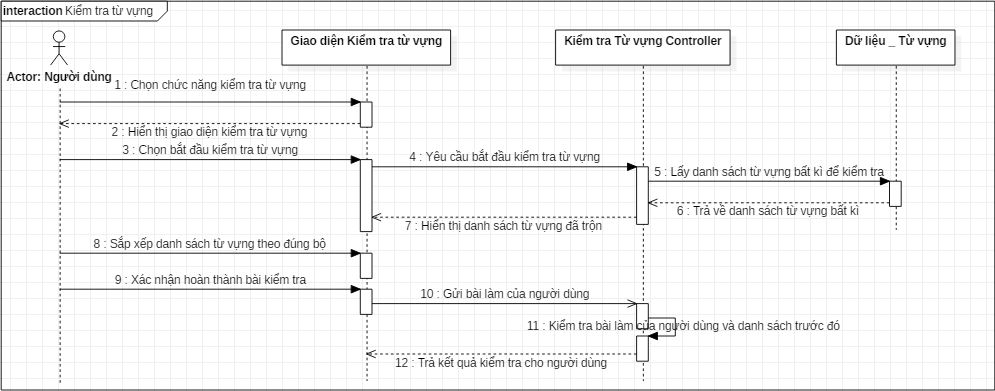 interaction Kiểm tra từ vựng
Giao diện Kiểm tra từ vựng
Kiểm tra Từ vựng Controller
Dữ liệu _ Từ vựng
Actor: Người dùng
1 : Chọn chức năng kiểm tra từ vựng
2 : Hiển thị giao diện kiểm tra từ vựng
3 : Chọn bắt đầu kiểm tra từ vựng
4 : Yêu cầu bắt đầu kiểm tra từ vựng
5 : Lấy danh sách từ vựng bất kì để kiểm tra
6 : Trả về danh sách từ vựng bất kì
7 : Hiển thị danh sách từ vựng đã trộn
8 : Sắp xếp danh sách từ vựng theo đúng bộ
9 : Xác nhận hoàn thành bài kiểm tra
10 : Gửi bài làm của người dùng
11 : Kiểm tra bài làm của người dùng và danh sách trước đó
12 : Trả kết quả kiểm tra cho người dùng